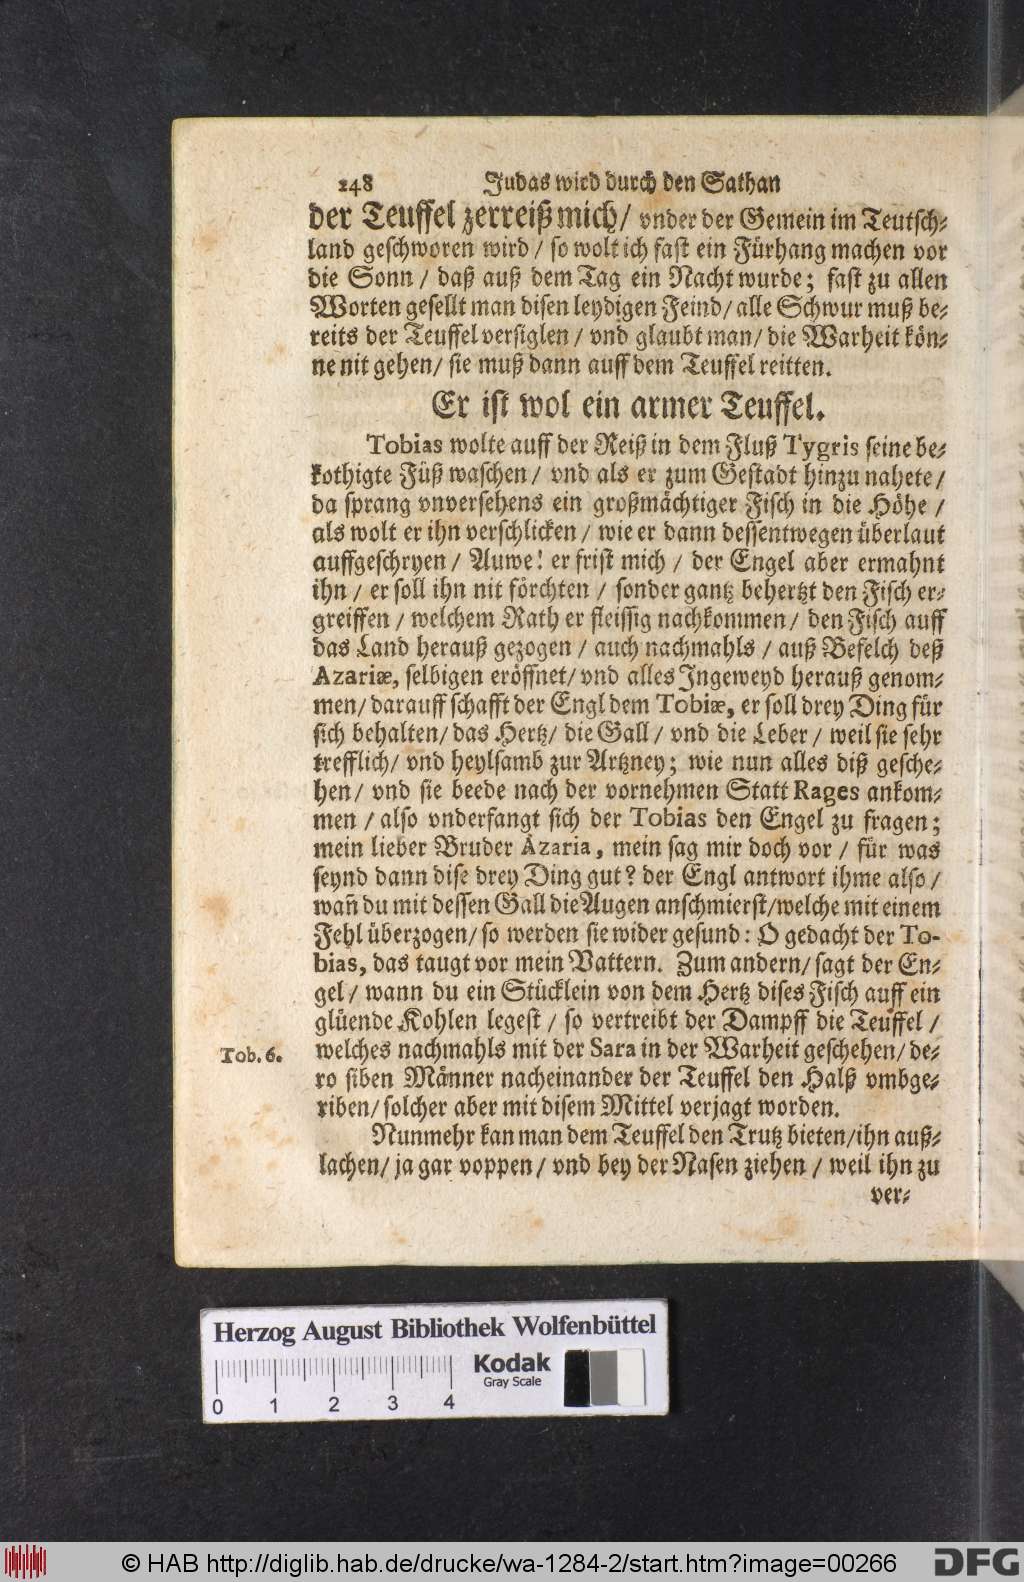 248 Judas wird durch den Sathan
der Teuffel zerreiß mich/ vnder der Gemein im Teutsch-
land geschworen wird / so wolt ich fast ein Fürhang machen vor
die Sonn / daß auß dem Tag ein Nacht wurde; fast zu allen
Worten gesellt man disen leydigen Feind/ alle Schwur muß be-
reits der Teuffel versiglen / vnd glaubt man/ die Warheit kön-
ne nit gehen/ sie muß dann auff dem Teuffel reitten.
Er ist wol ein armer Teuffel.
Tobias wolte auff der Reiß in dem Fluß Tygris seine be-
kothigte Füß waschen / vnd als er zum Gestadt hinzu nahete/
da sprang vnversehens ein großmächtiger Fisch in die Höhe /
als wolt er ihn verschlicken / wie er dann dessentwegen überlaut
auffgeschryen / Auwe! er frist mich / der Engel aber ermahnt
ihn / er soll ihn nit förchten / sonder gantz behertzt den Fisch er-
greiffen / welchem Rath er fleissig nachkommen / den Fisch auff
das Land herauß gezogen / auch nachmahls / auß Befelch deß
Azariæ, selbigen eröffnet/ vnd alles Ingeweyd herauß genom-
men/ darauff schafft der Engl dem Tobiæ, er soll drey Ding für
sich behalten/ das Hertz/ die Gall / vnd die Leber / weil sie sehr
trefflich/ vnd heylsamb zur Artzney; wie nun alles diß gesche-
hen/ vnd sie beede nach der vornehmen Statt Rages ankom-
men / also vnderfangt sich der Tobias den Engel zu fragen;
mein lieber Bruder Azaria, mein sag mir doch vor / für was
seynd dann dise drey Ding gut? der Engl antwort ihme also /
wañ du mit dessen Gall die Augen anschmierst/welche mit einem
Fehl überzogen/ so werden sie wider gesund: O gedacht der To-
bias, das taugt vor mein Vattern. Zum andern/ sagt der En-
gel/ wann du ein Stücklein von dem Hertz dises Fisch auff ein
glüende Kohlen legest / so vertreibt der Dampff die Teuffel /
Tob. 6. welches nachmahls mit der Sara in der Warheit geschehen/ de-
ro siben Männer nacheinander der Teuffel den Halß vmbge-
riben/ solcher aber mit disem Mittel verjagt worden.
Nunmehr kan man dem Teuffel den Trutz bieten/ihn auß-
lachen/ ja gar voppen / vnd bey der Nasen ziehen / weil ihn zu
ver-
Herzog August Bibliothek Wolfenbüttel
Kodak
Gray Scale
0 1 2 3 4
© HAB http://diglib.hab.de/drucke/wa-1284-2/start.htm?image=00266
DFG